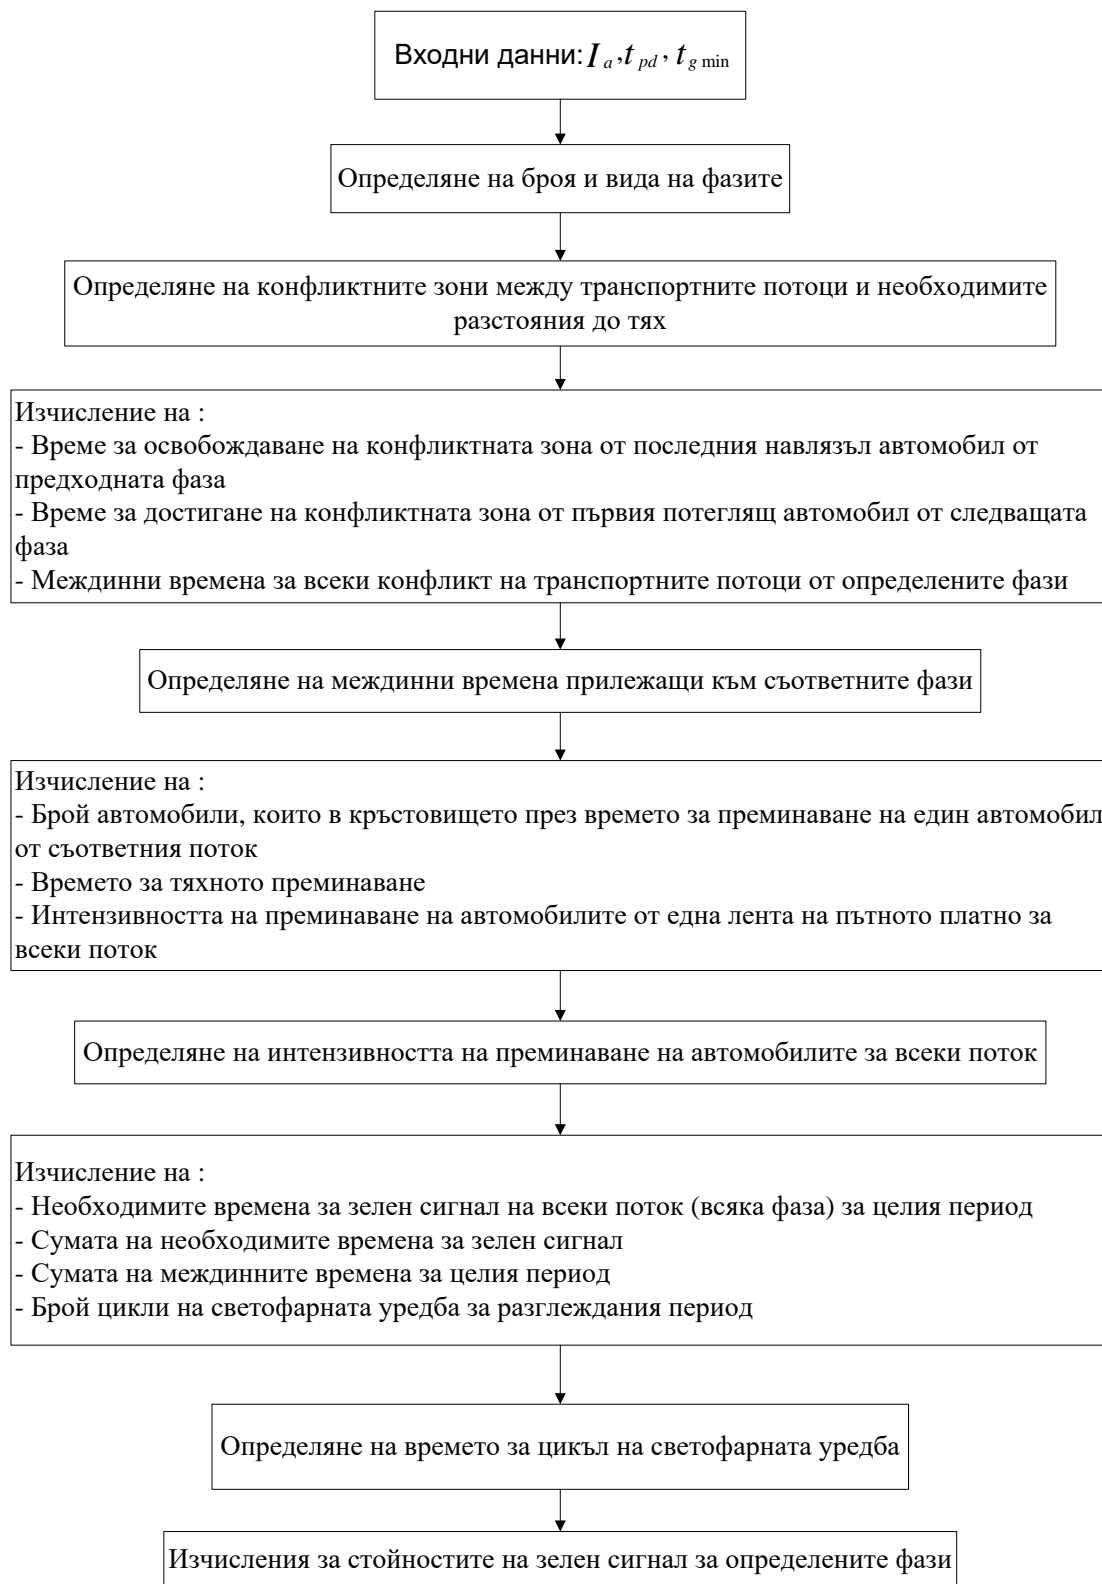 Входни данни: I a , t pd , t g min
Определяне на броя и вида на фазите
Определяне на конфликтните зони между транспортните потоци и необходимите
разстояния до тях
Изчисление на :
- Време за освобождаване на конфликтната зона от последния навлязъл автомобил от
предходната фаза
- Време за достигане на конфликтната зона от първия потеглящ автомобил от следващата
фаза
- Междинни времена за всеки конфликт на транспортните потоци от определените фази
Определяне на междинни времена прилежащи към съответните фази
Изчисление на :
- Брой автомобили, които в кръстовището през времето за преминаване на един автомобил
от съответния поток
- Времето за тяхното преминаване
- Интензивността на преминаване на автомобилите от една лента на пътното платно за
всеки поток
Определяне на интензивността на преминаване на автомобилите за всеки поток
Изчисление на :
- Необходимите времена за зелен сигнал на всеки поток (всяка фаза) за целия период
- Сумата на необходимите времена за зелен сигнал
- Сумата на междинните времена за целия период
- Брой цикли на светофарната уредба за разглеждания период
Определяне на времето за цикъл на светофарната уредба
Изчисления за стойностите на зелен сигнал за определените фази